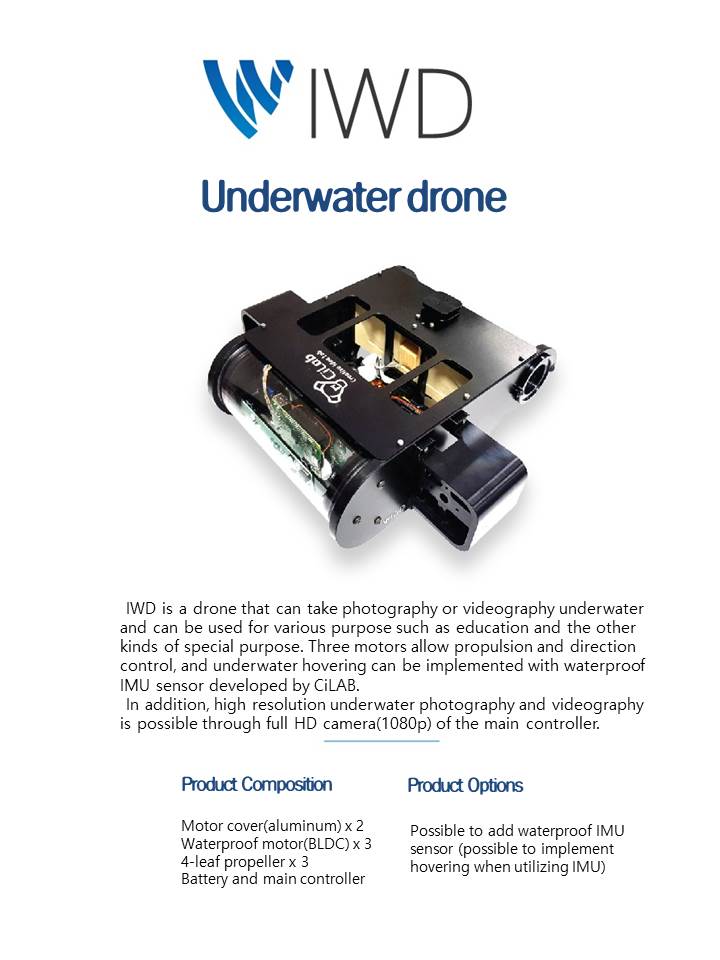 IWD
Underwater drone
CiLab
Creative Idea Lab
IWD is a drone that can take photography or videography underwater
and can be used for various purpose such as education and the other
kinds of special purpose. Three motors allow propulsion and direction
control, and underwater hovering can be implemented with waterproof
IMU sensor developed by CiLAB.
In addition, high resolution underwater photography and videography
is possible through full HD camera(1080p) of the main controller.
Product Composition
Motor cover(aluminum) x 2
Waterproof motor(BLDC) x 3
4-leaf propeller x 3
Battery and main controller
Product Options
Possible to add waterproof IMU
sensor (possible to implement
hovering when utilizing IMU)